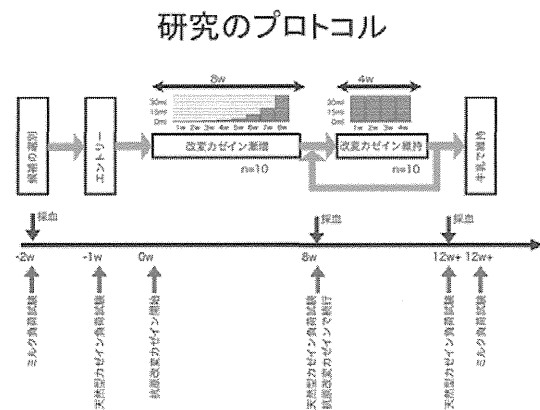 研究のプロトコル
8w
4w
30ml
15ml
0ml
1w 2w 3w 4w 5w 6w 7w 8w
30ml
15ml
0ml
1w 2w 3w 4w
候補の選別
エントリー
改変カゼイン漸増
n=10
改変カゼイン維持
n=10
牛乳で維持
採血
採血
採血
-2w
-1w
0w
8w
12w+
12w+
ミルク負荷試験
天然型カゼイン負荷試験
抗原改変カゼイン開始
天然型カゼイン負荷試験
抗原改変カゼインで続行
天然型カゼイン負荷試験
ミルク負荷試験